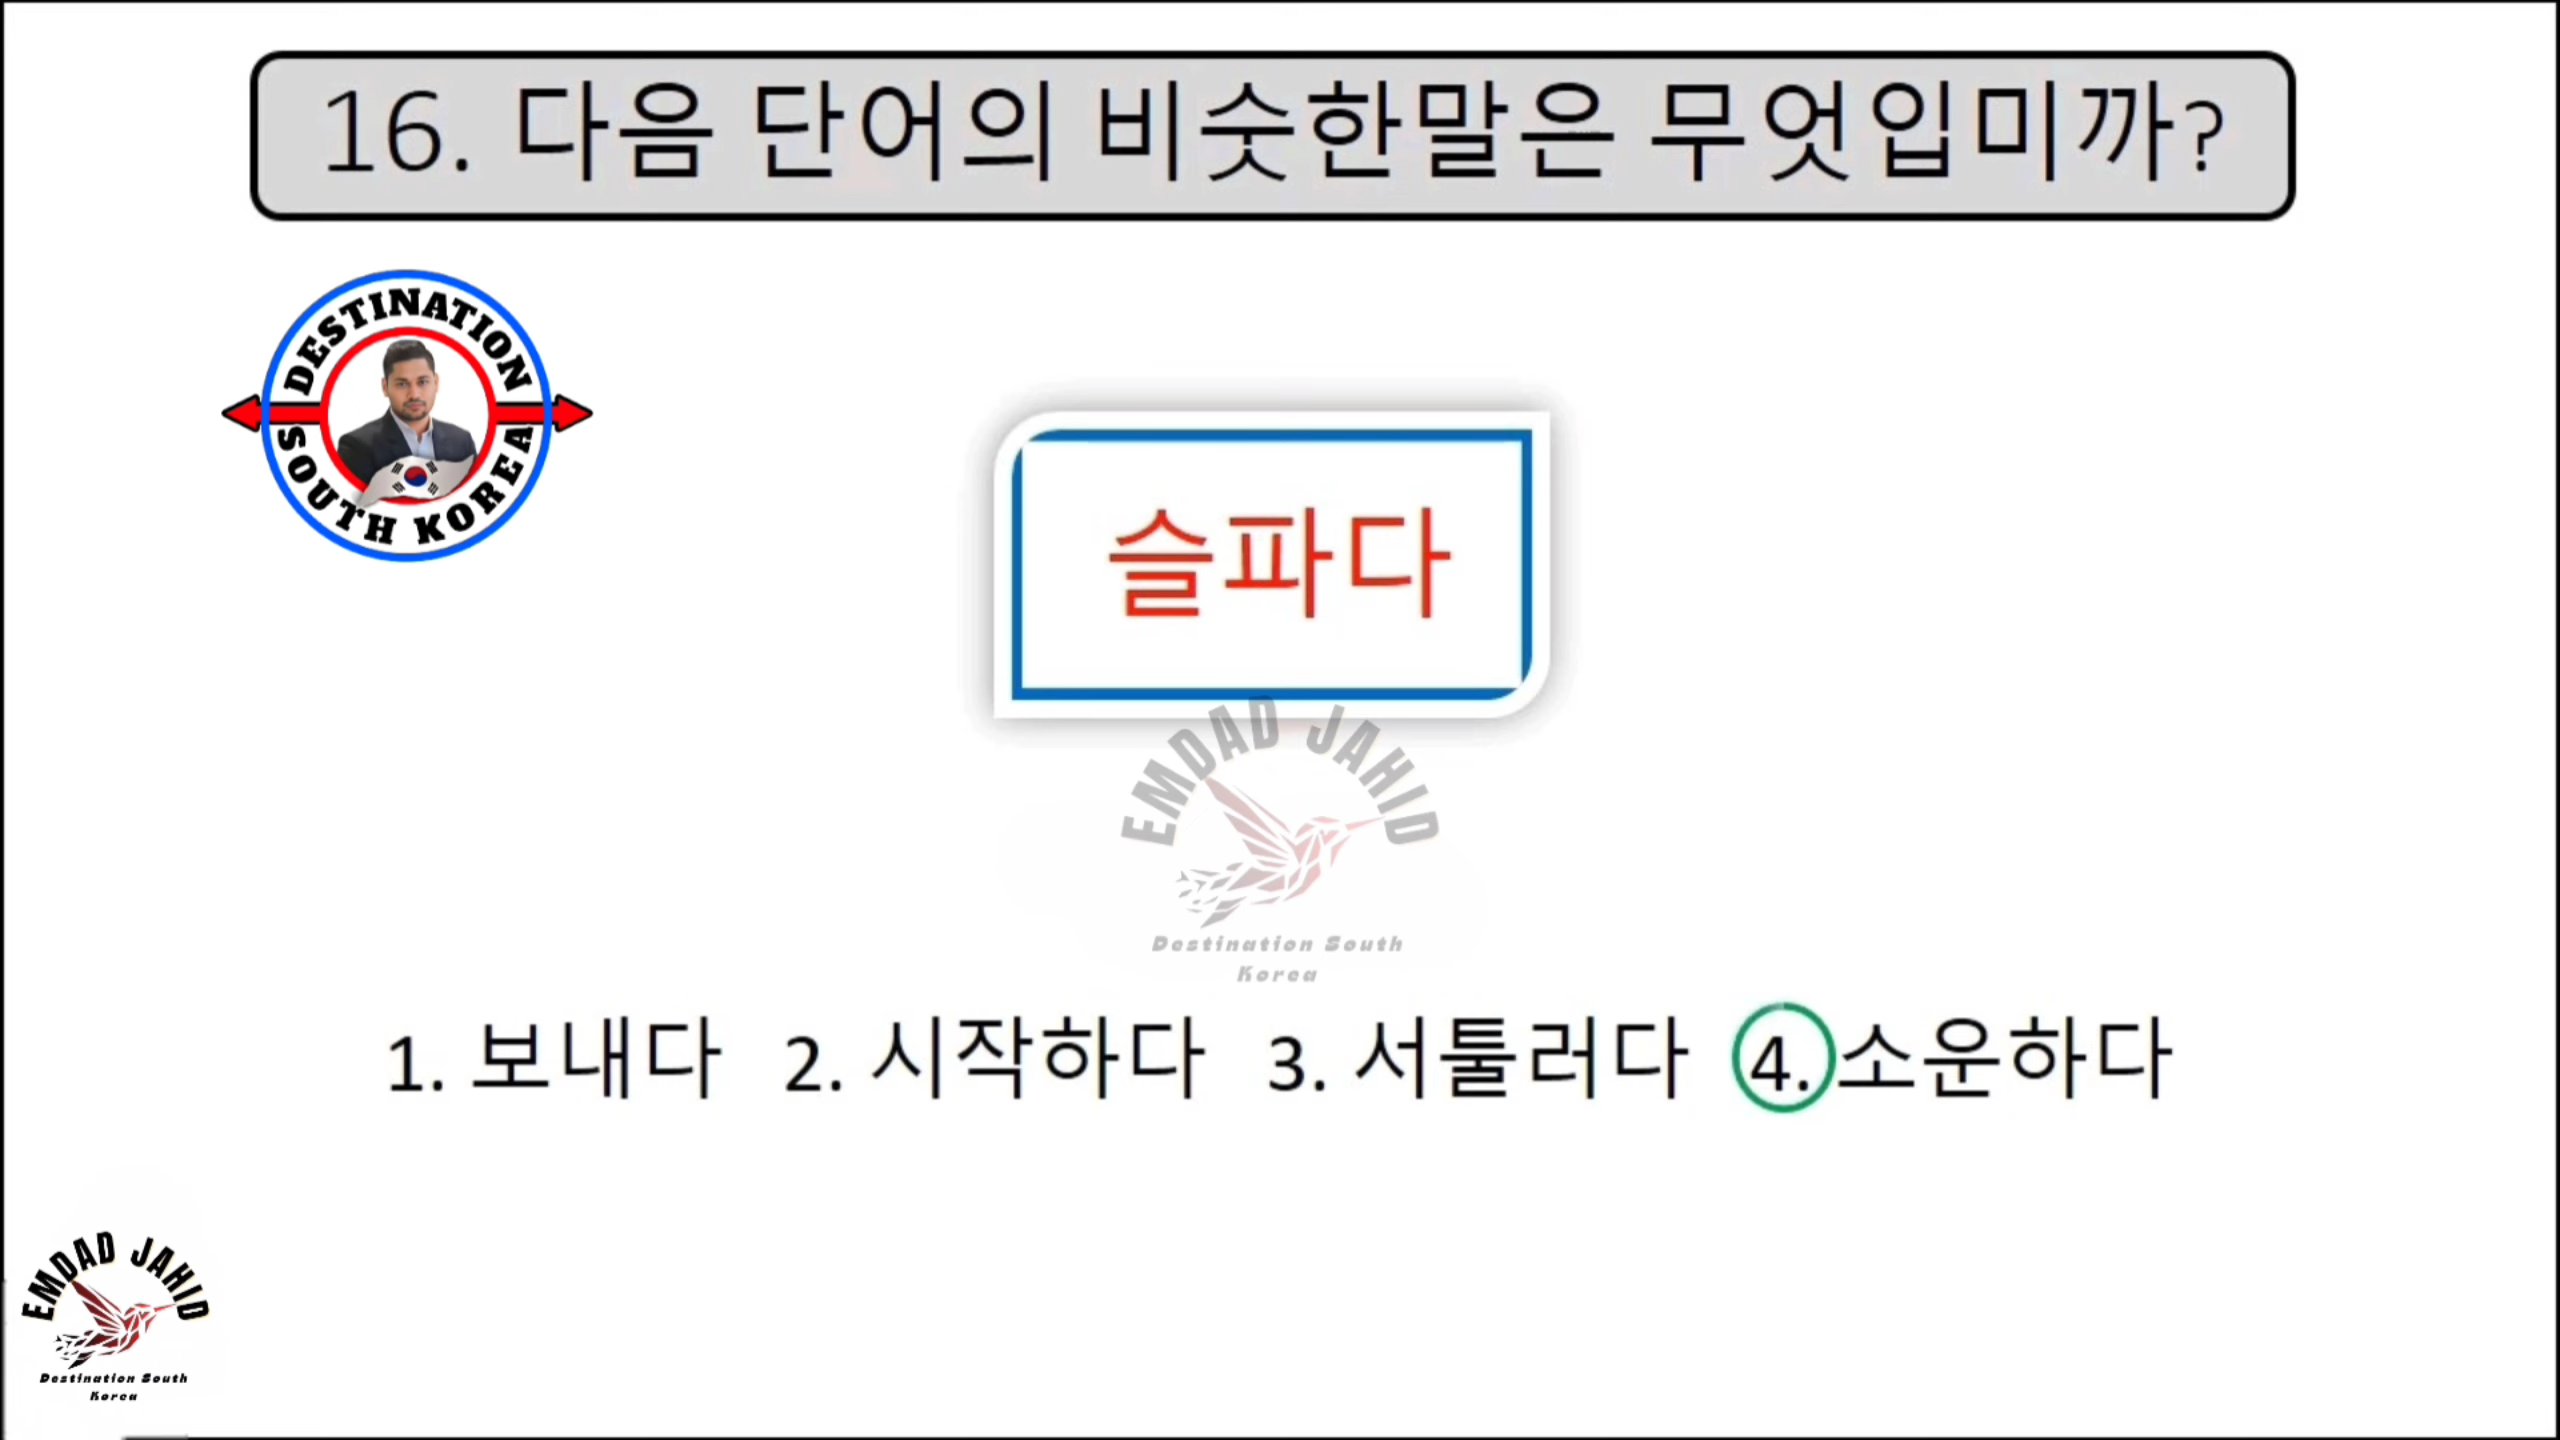 16. 다음 단어의 비슷한말은 무엇입미까?
DESTINATION
SOUTH KOREA
슬파다
EMDAD JAHID
Destination South
Korea
1. 보내다 2. 시작하다 3. 서툴러다 4. 소운하다
EMDAD JAHID
Destination South
Korea